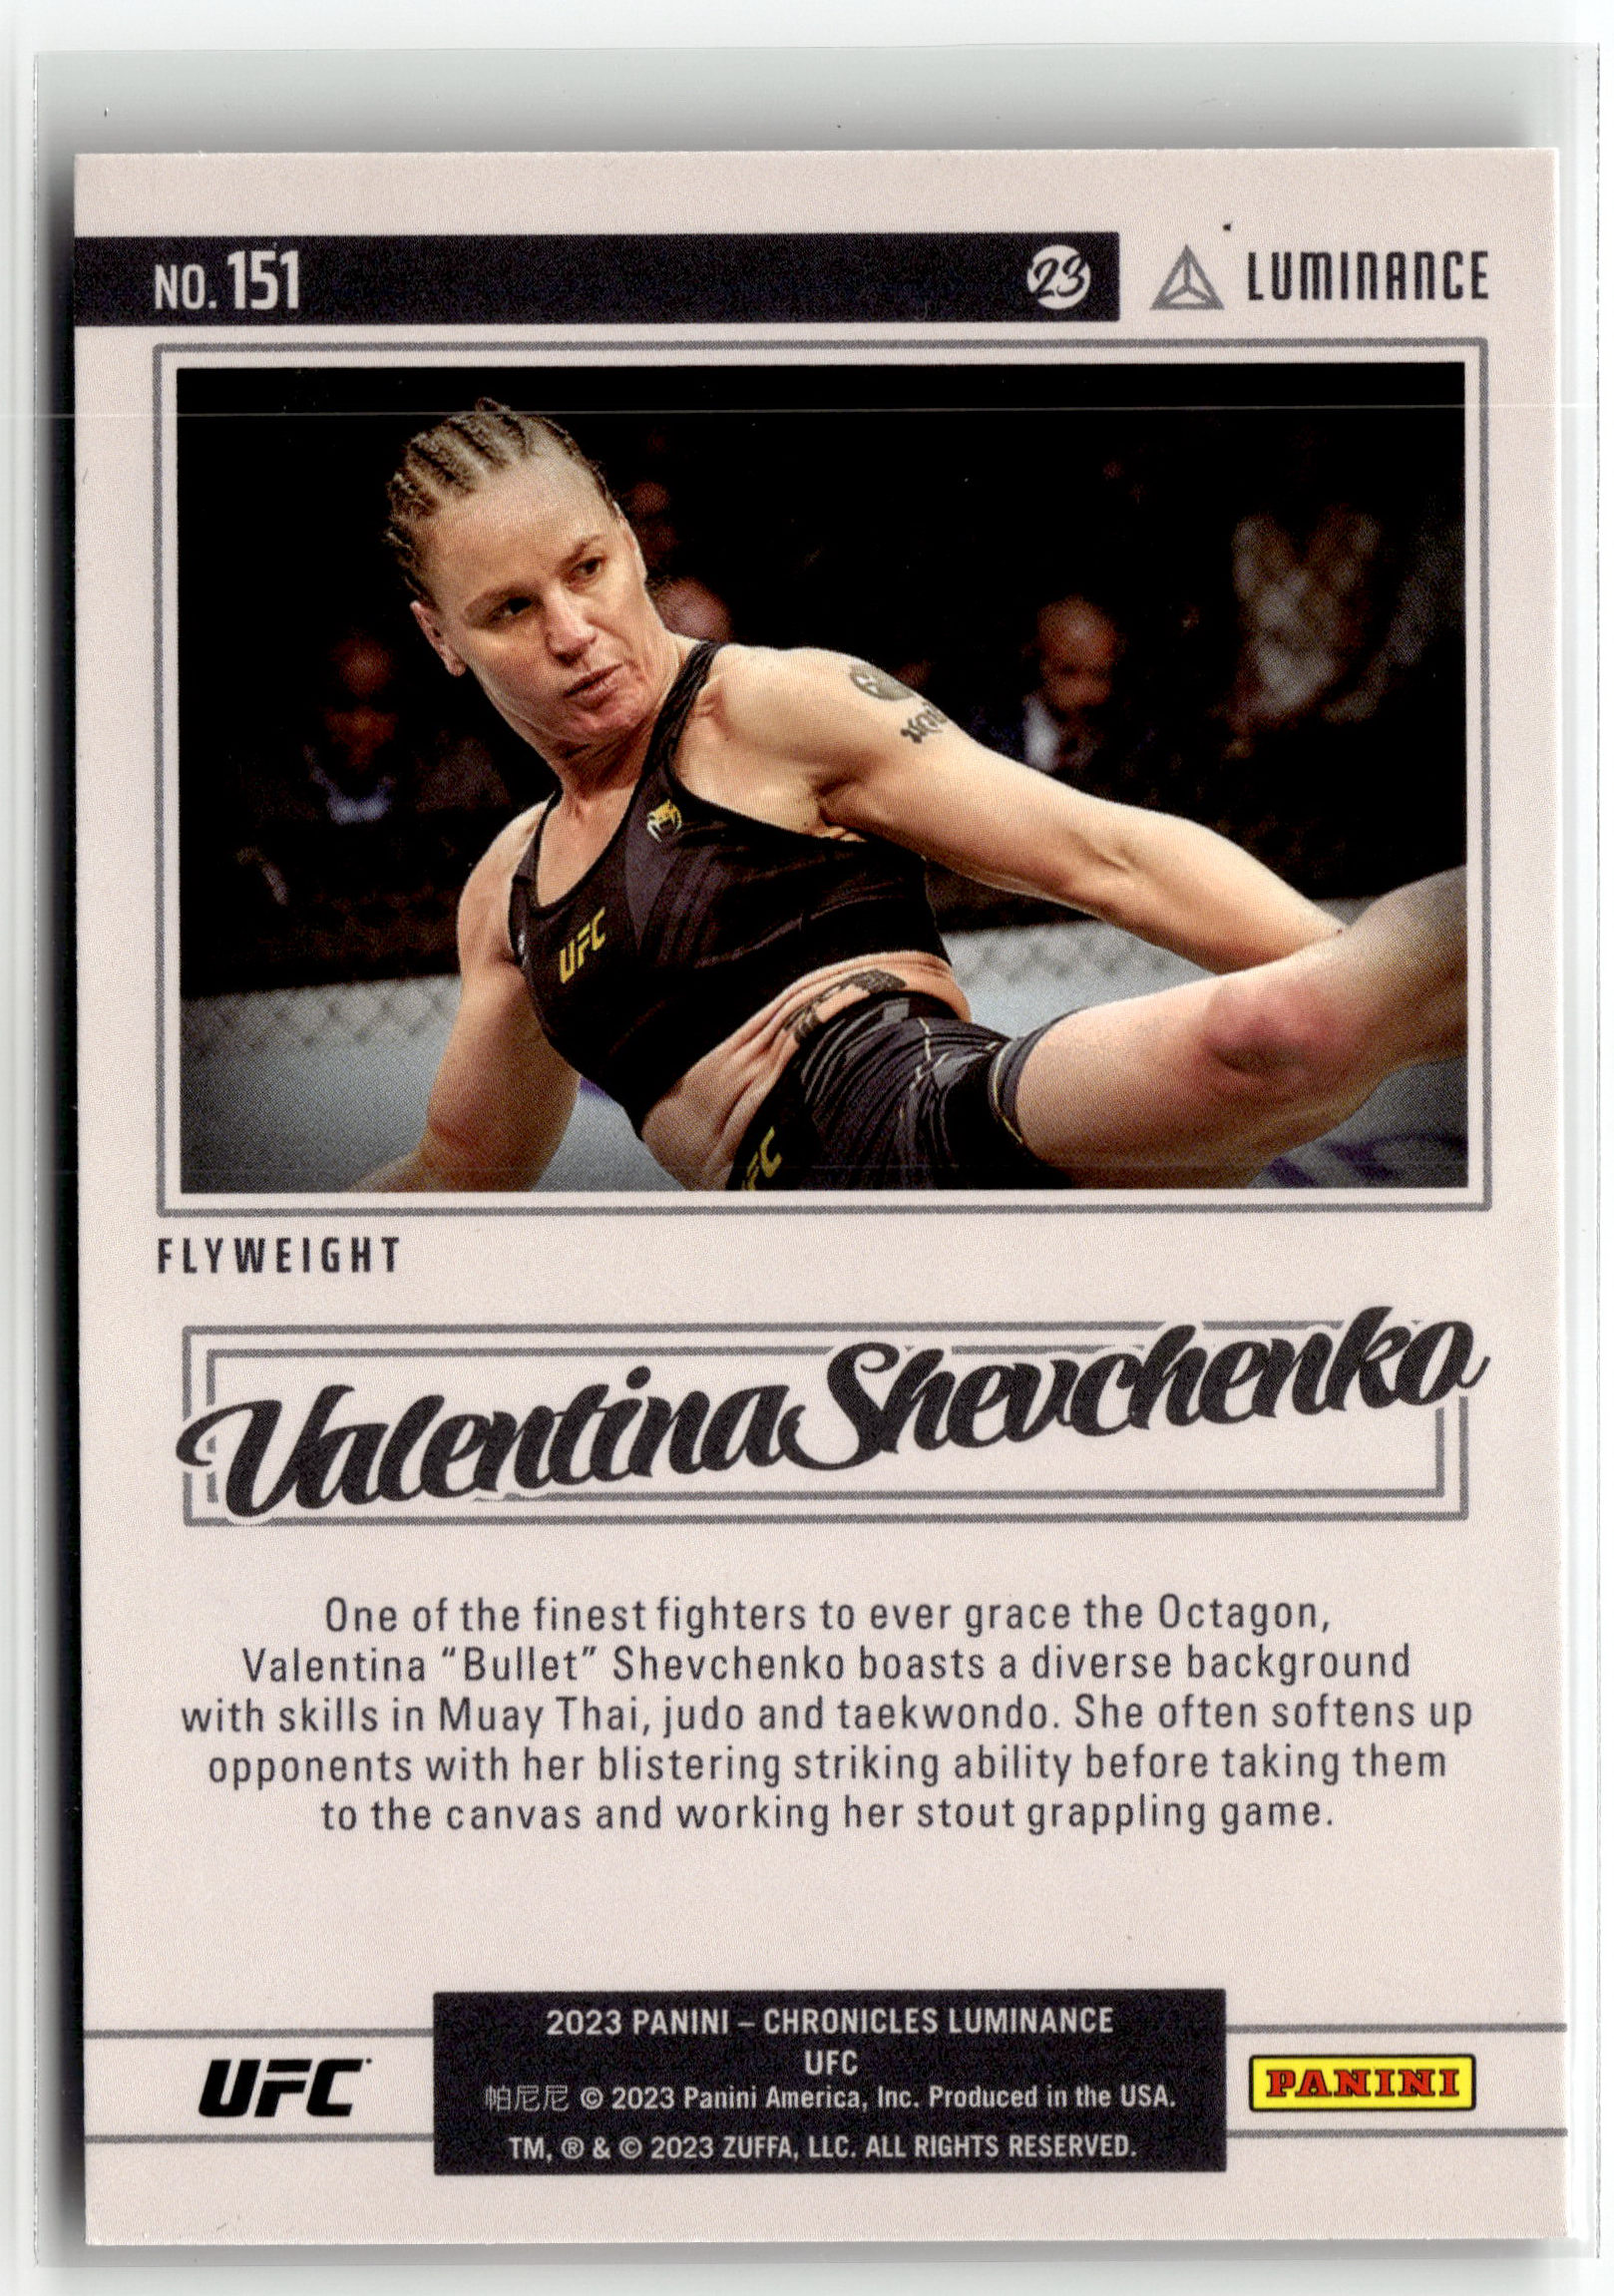 NO. 151
23
LUMINANCE
UFC
UFC
FLYWEIGHT
Valentina Shevchenko
One of the finest fighters to ever grace the Octagon,
Valentina “Bullet” Shevchenko boasts a diverse background
with skills in Muay Thai, judo and taekwondo. She often softens up
opponents with her blistering striking ability before taking them
to the canvas and working her stout grappling game.
2023 PANINI – CHRONICLES LUMINANCE
UFC
帕尼尼 © 2023 Panini America, Inc. Produced in the USA.
TM, ® & © 2023 ZUFFA, LLC. ALL RIGHTS RESERVED.
UFC
PANINI